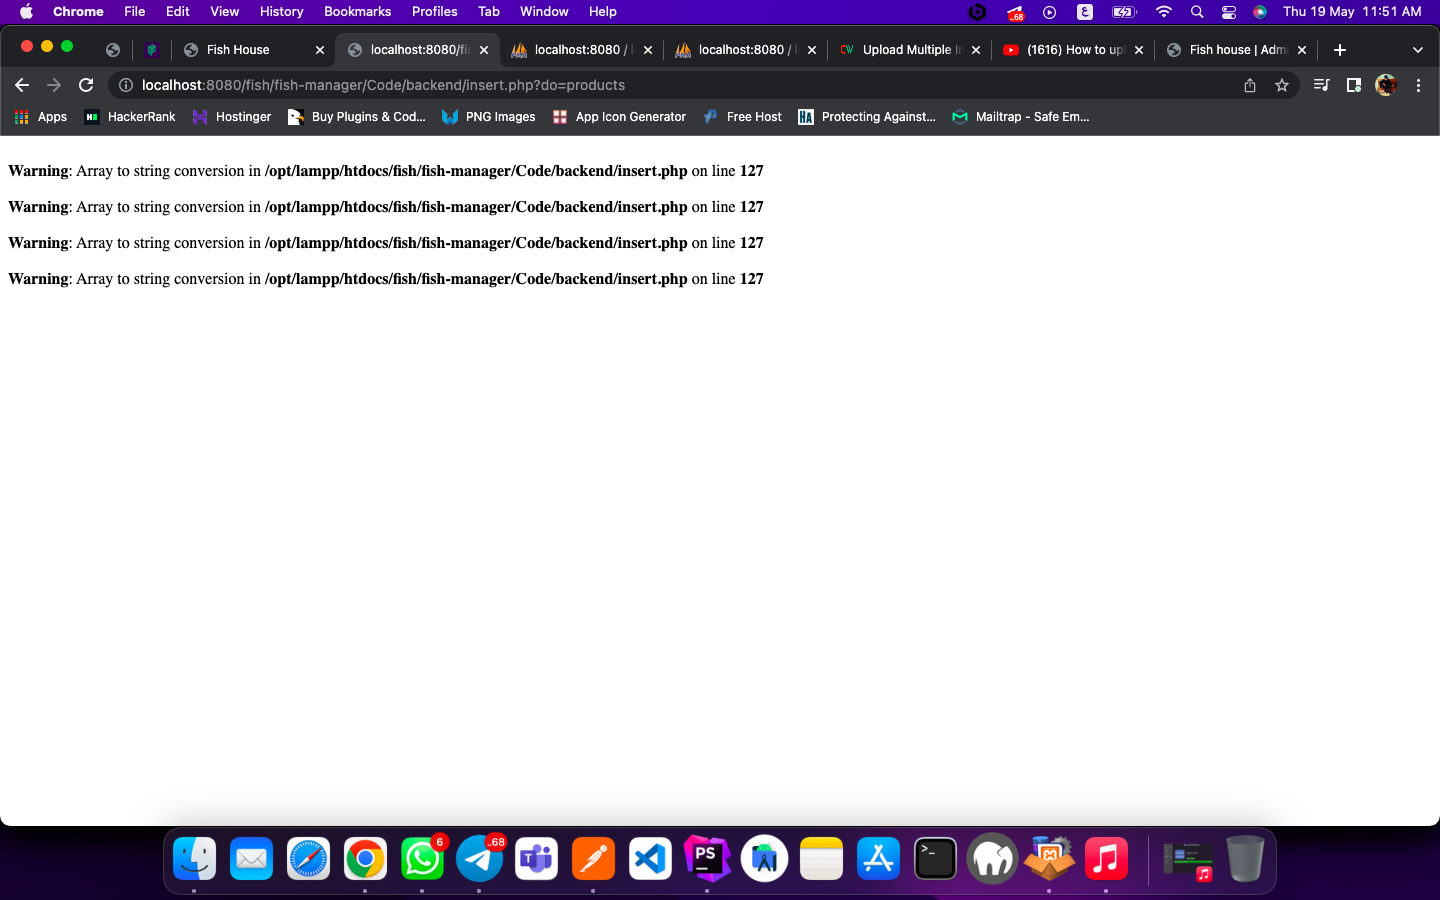 Chrome File Edit View History Bookmarks Profiles Tab Window Help ..68 ع Thu 19 May 11:51 AM
Fish House localhost:8080/fis localhost:8080 / localhost:8080 / CW Upload Multiple (1616) How to up Fish house | Adm
localhost:8080/fish/fish-manager/Code/backend/insert.php?do=products
Apps HackerRank Hostinger Buy Plugins & Cod... PNG Images App Icon Generator Free Host HA Protecting Against... Mailtrap - Safe Em...
Warning: Array to string conversion in /opt/lampp/htdocs/fish/fish-manager/Code/backend/insert.php on line 127
Warning: Array to string conversion in /opt/lampp/htdocs/fish/fish-manager/Code/backend/insert.php on line 127
Warning: Array to string conversion in /opt/lampp/htdocs/fish/fish-manager/Code/backend/insert.php on line 127
Warning: Array to string conversion in /opt/lampp/htdocs/fish/fish-manager/Code/backend/insert.php on line 127
6 ..68 T PS >_